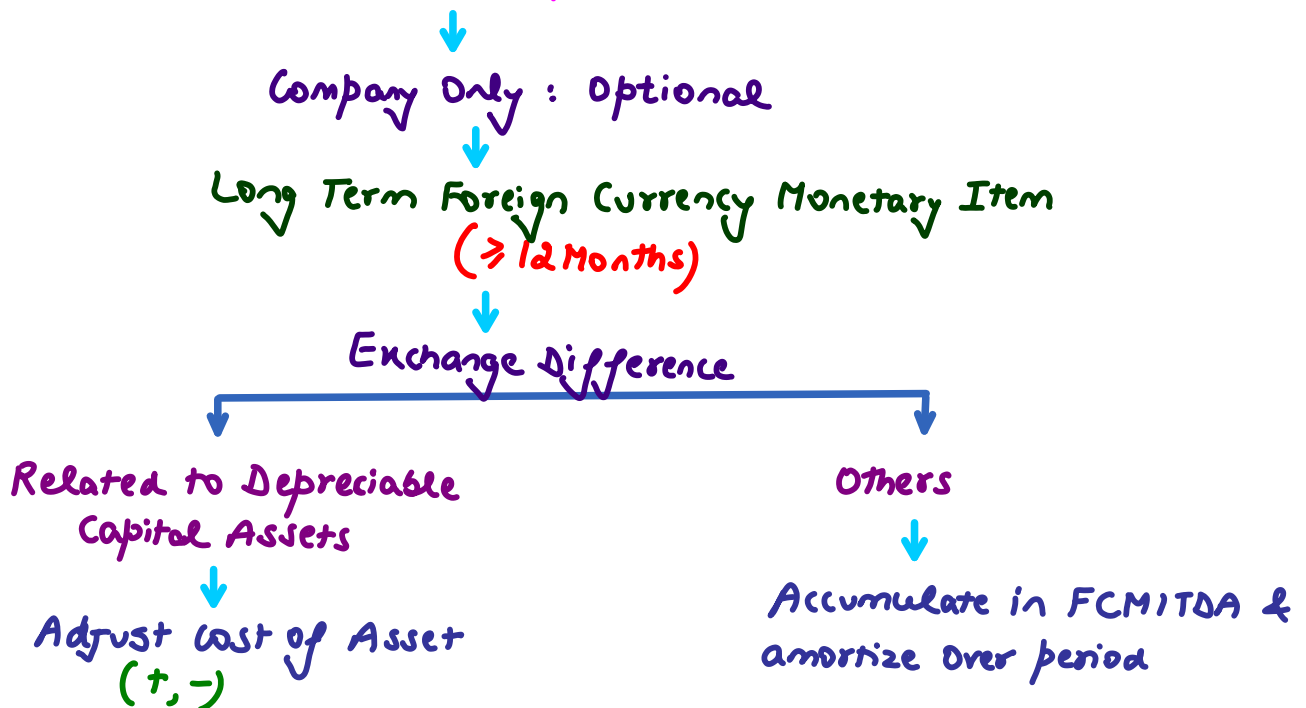 Company Only : Optional
Long Term Foreign Currency Monetary Item
(≥ 12 Months)
Exchange Difference
Related to Depreciable
Capital Assets
Adjust cost of Asset
(+, -)
Others
Accumulate in FCMITDA &
amortize over period